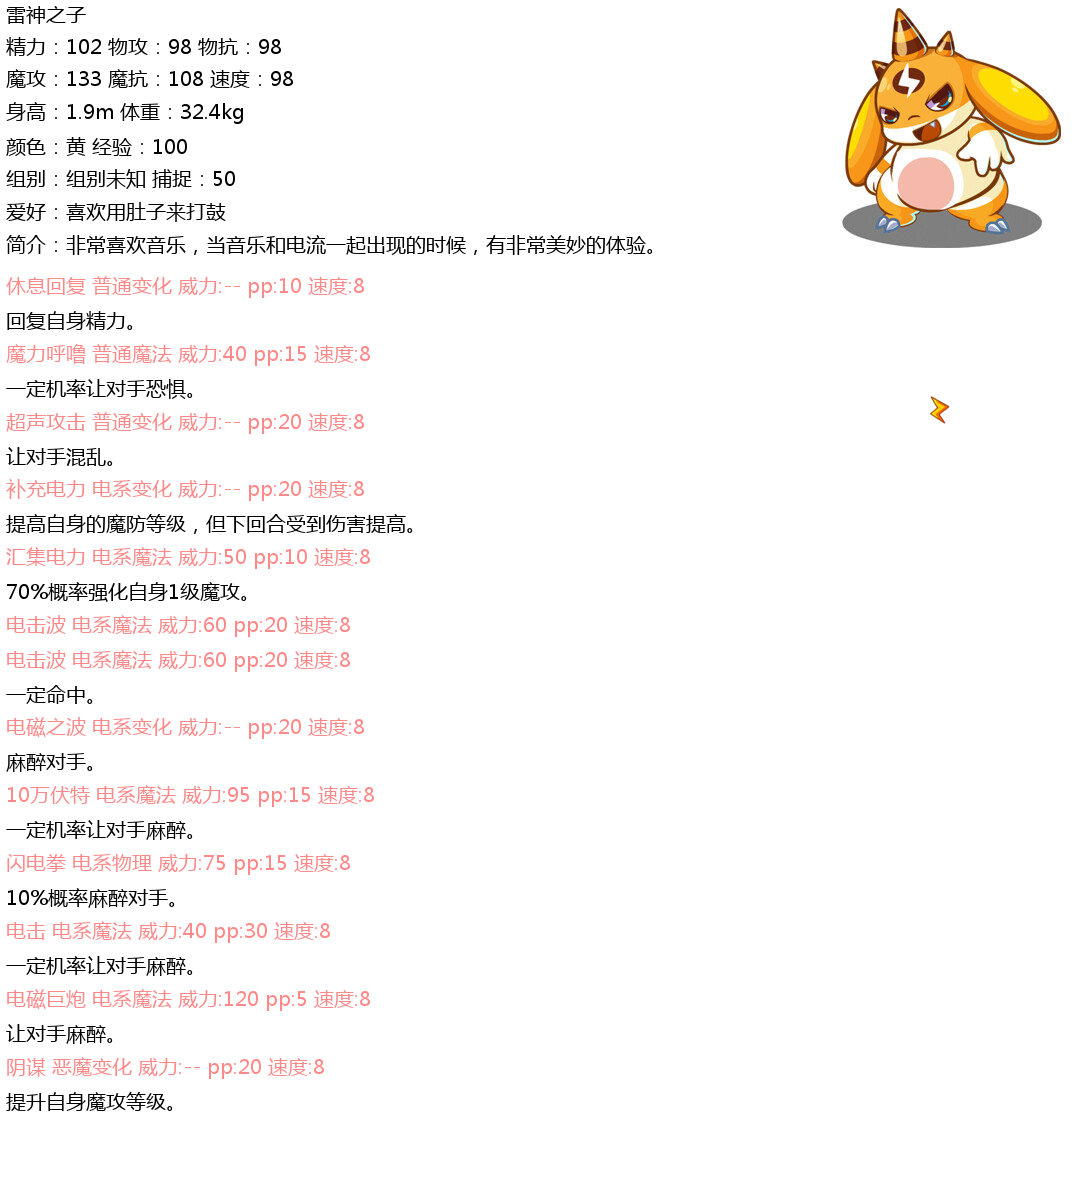 雷神之子
精力：102 物攻：98 物抗：98
魔攻：133 魔抗：108 速度：98
身高：1.9m 体重：32.4kg
颜色：黄 经验：100
组别：组别未知 捕捉：50
爱好：喜欢用肚子来打鼓
简介：非常喜欢音乐，当音乐和电流一起出现的时候，有非常美妙的体验。
休息回复 普通变化 威力:-- pp:10 速度:8
回复自身精力。
魔力呼噜 普通魔法 威力:40 pp:15 速度:8
一定机率让对手恐惧。
超声攻击 普通变化 威力:-- pp:20 速度:8
让对手混乱。
补充电力 电系变化 威力:-- pp:20 速度:8
提高自身的魔防等级，但下回合受到伤害提高。
汇集电力 电系魔法 威力:50 pp:10 速度:8
70%概率强化自身1级魔攻。
电击波 电系魔法 威力:60 pp:20 速度:8
电击波 电系魔法 威力:60 pp:20 速度:8
一定命中。
电磁之波 电系变化 威力:-- pp:20 速度:8
麻醉对手。
10万伏特 电系魔法 威力:95 pp:15 速度:8
一定机率让对手麻醉。
闪电拳 电系物理 威力:75 pp:15 速度:8
10%概率麻醉对手。
电击 电系魔法 威力:40 pp:30 速度:8
一定机率让对手麻醉。
电磁巨炮 电系魔法 威力:120 pp:5 速度:8
让对手麻醉。
阴谋 恶魔变化 威力:-- pp:20 速度:8
提升自身魔攻等级。